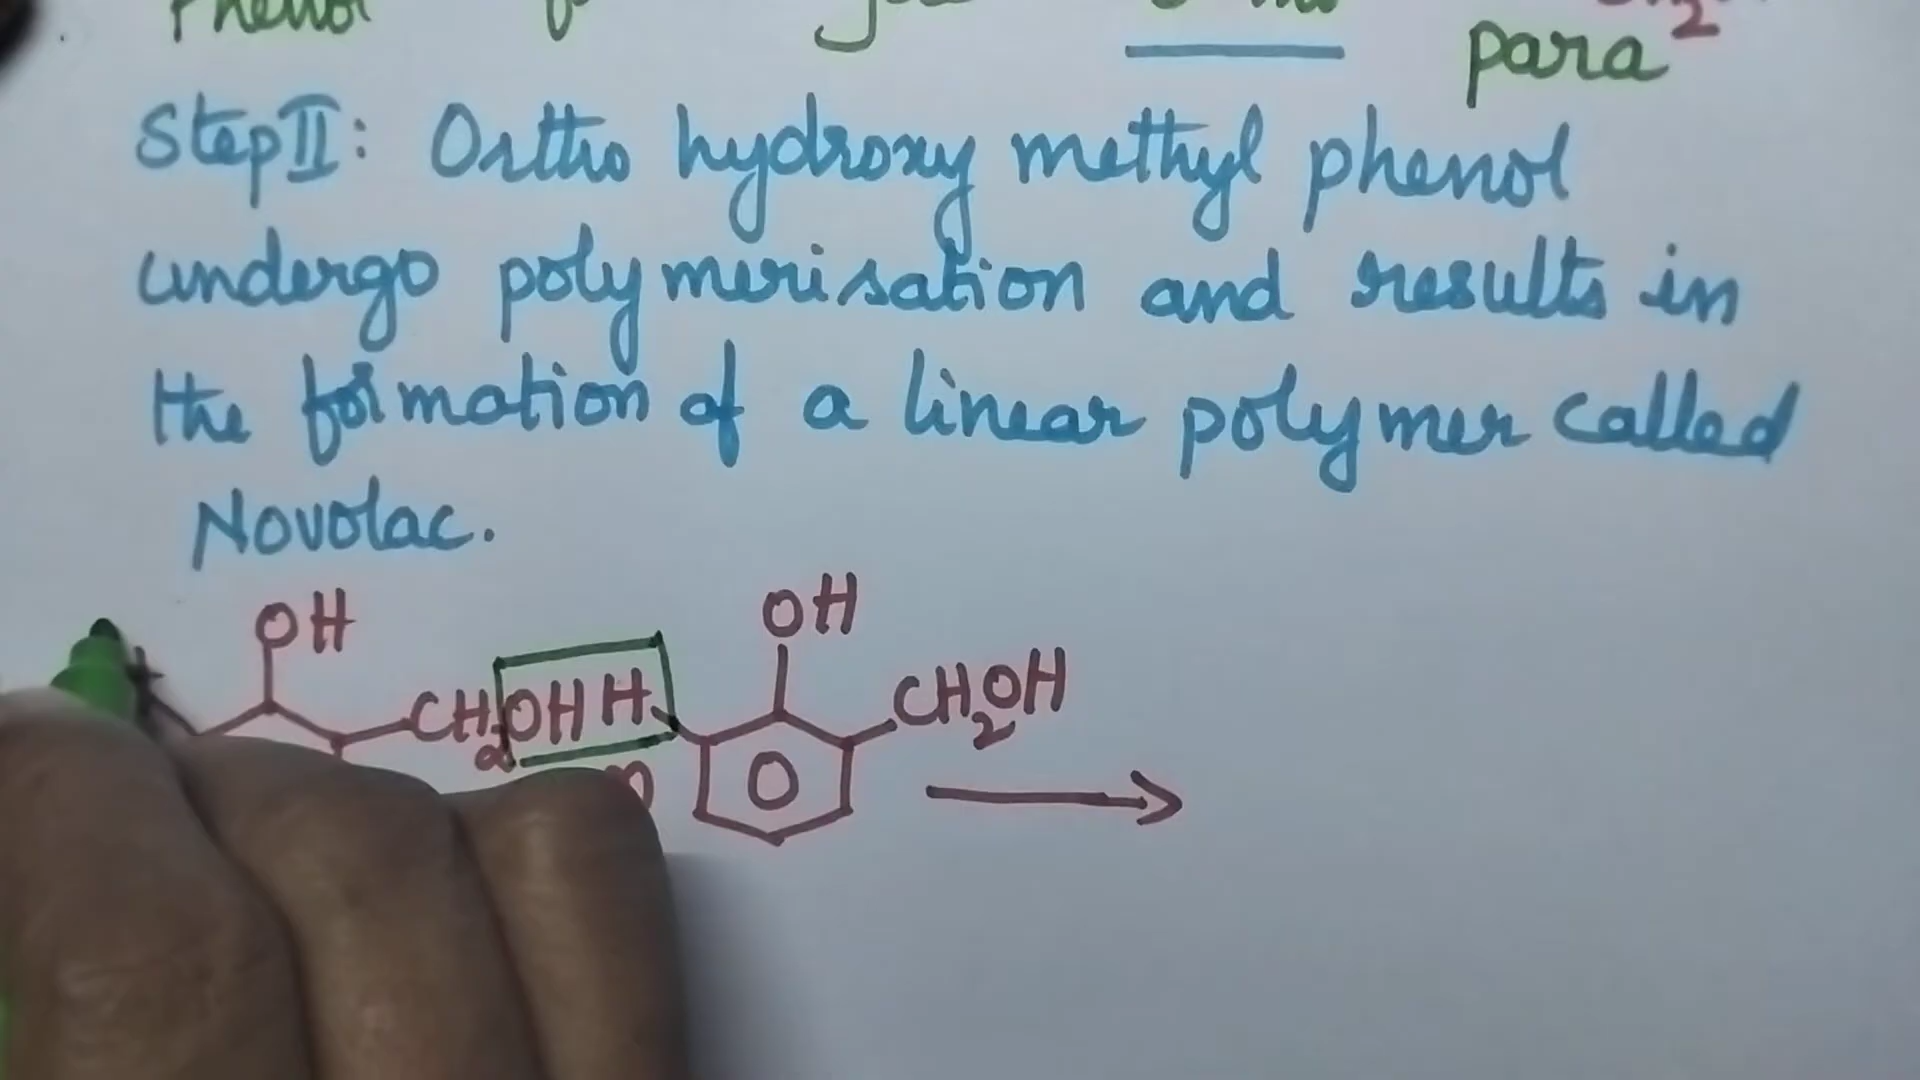 Phenol
para
Step II: Ortho hydroxy methyl phenol
undergo polymerisation and results in
the formation of a linear polymer called
Novolac.
OH OH
CH2OH H CH2OH